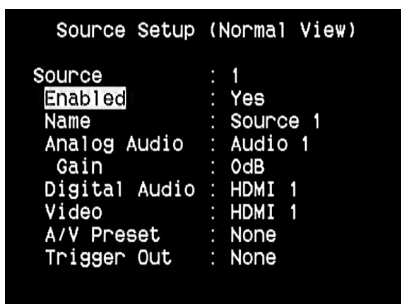 Source Setup (Normal View)
Source : 1
Enabled : Yes
Name : Source 1
Analog Audio : Audio 1
Gain : 0dB
Digital Audio : HDMI 1
Video : HDMI 1
A/V Preset : None
Trigger Out : None